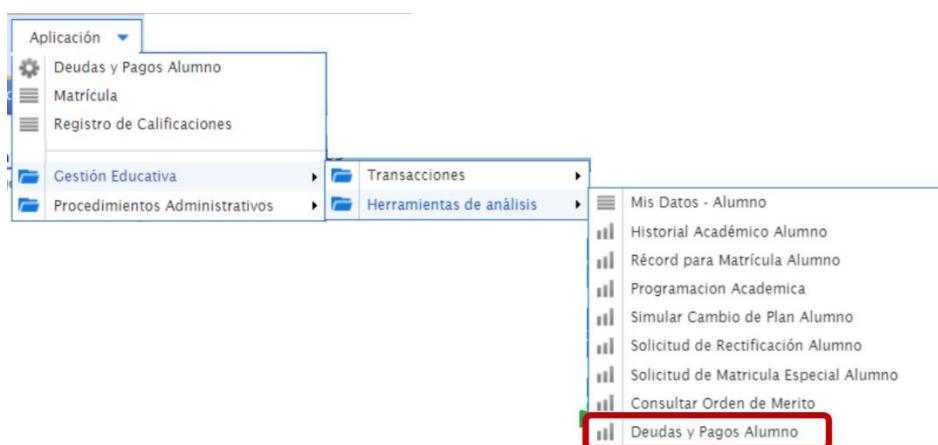 Aplicación
Deudas y Pagos Alumno
Matrícula
Registro de Calificaciones
Gestión Educativa
Procedimientos Administrativos
Transacciones
Herramientas de análisis
Mis Datos - Alumno
Historial Académico Alumno
Récord para Matrícula Alumno
Programacion Academica
Simular Cambio de Plan Alumno
Solicitud de Rectificación Alumno
Solicitud de Matricula Especial Alumno
Consultar Orden de Merito
Deudas y Pagos Alumno